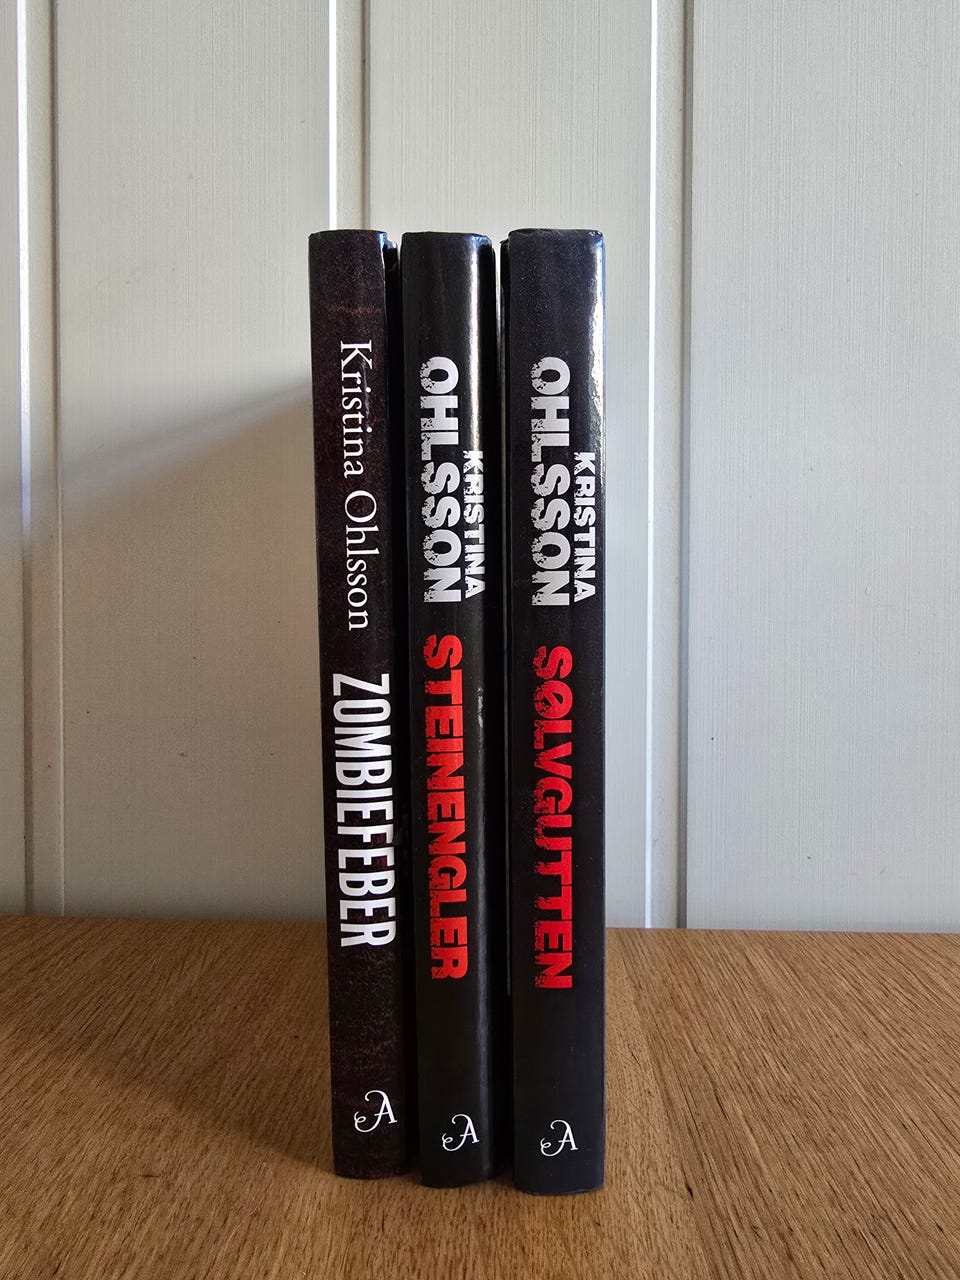 Kristina Ohlsson ZOMBIEFEBER
A
KRISTINA
OHLSSON STEINENGLER
A
KRISTINA
OHLSSON SØLVGUTTEN
A